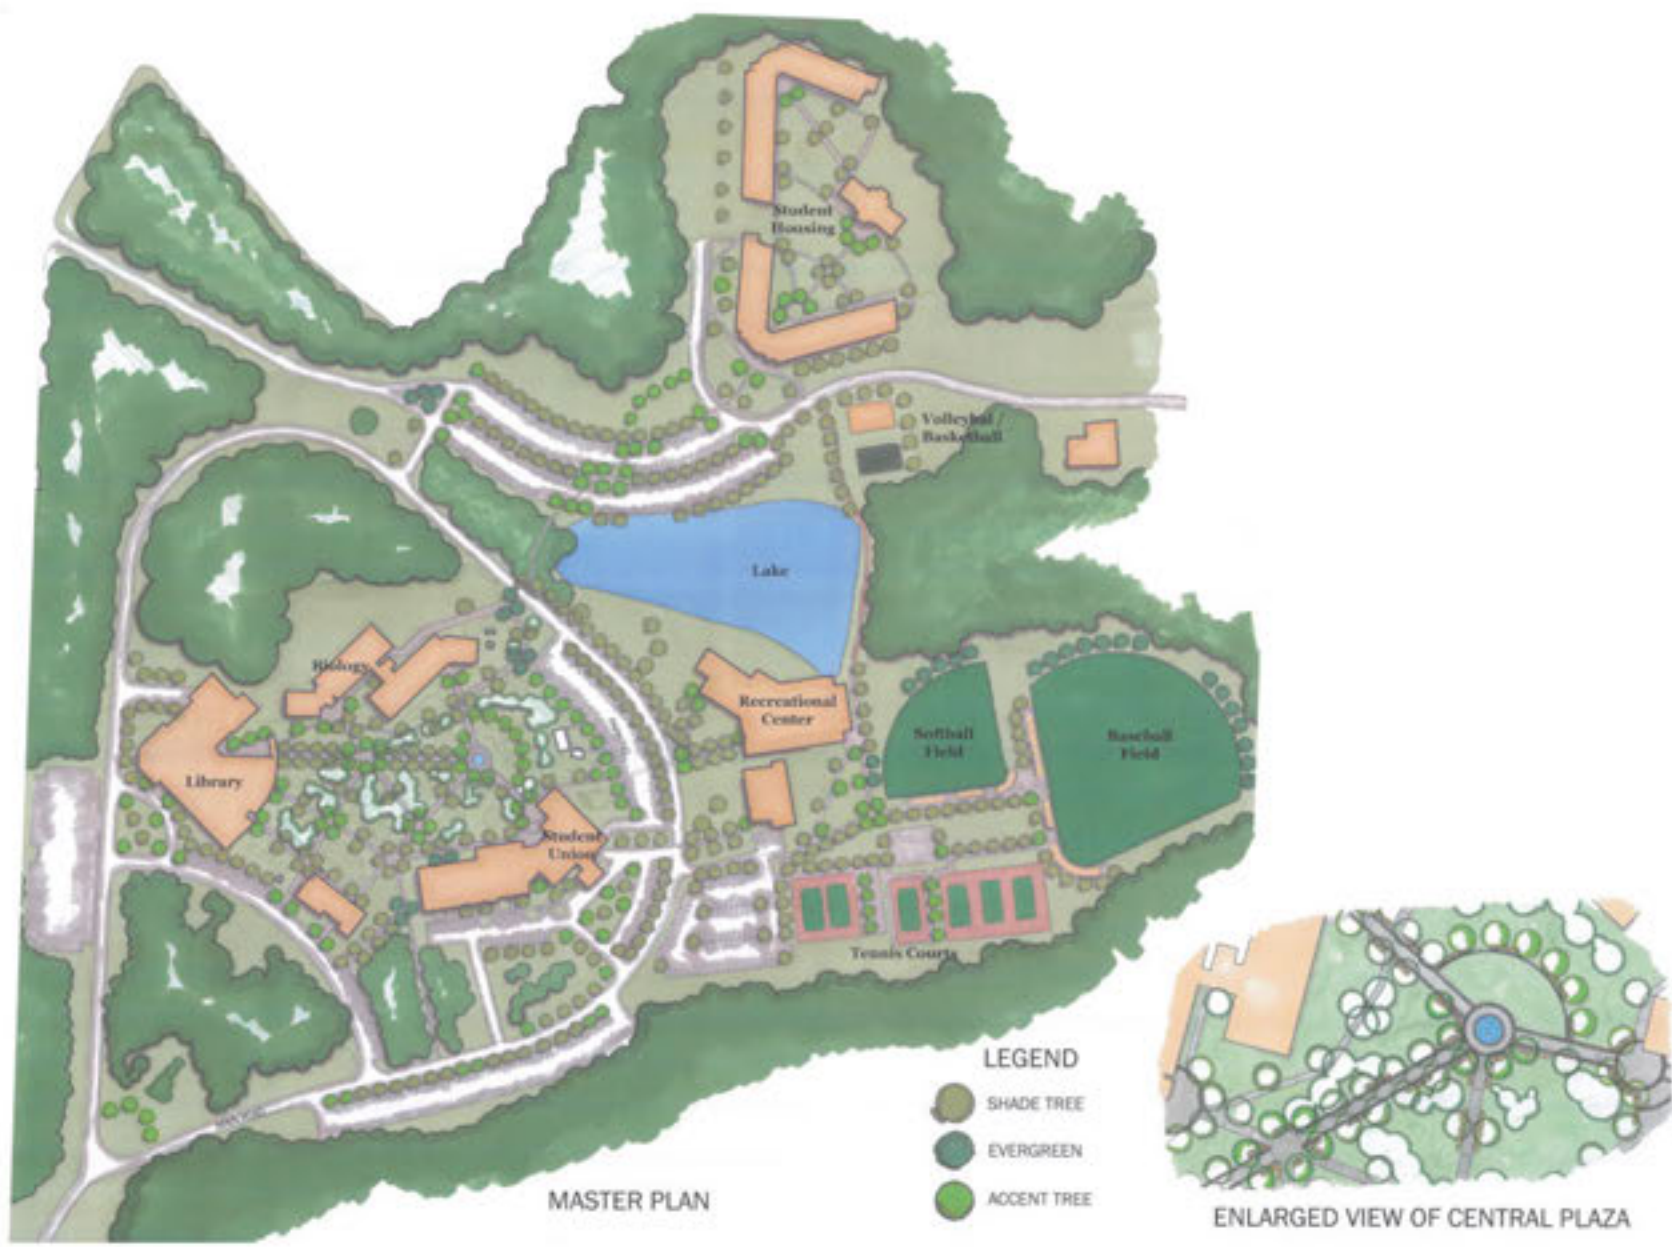 Student
Housing
Volleybal /
Basketball
Lake
Biology
Recreational
Center
Softball
Field
Baseball
Field
Library
Student
Union
Tennis Courts
LEGEND
SHADE TREE
EVERGREEN
ACCENT TREE
MASTER PLAN
ENLARGED VIEW OF CENTRAL PLAZA